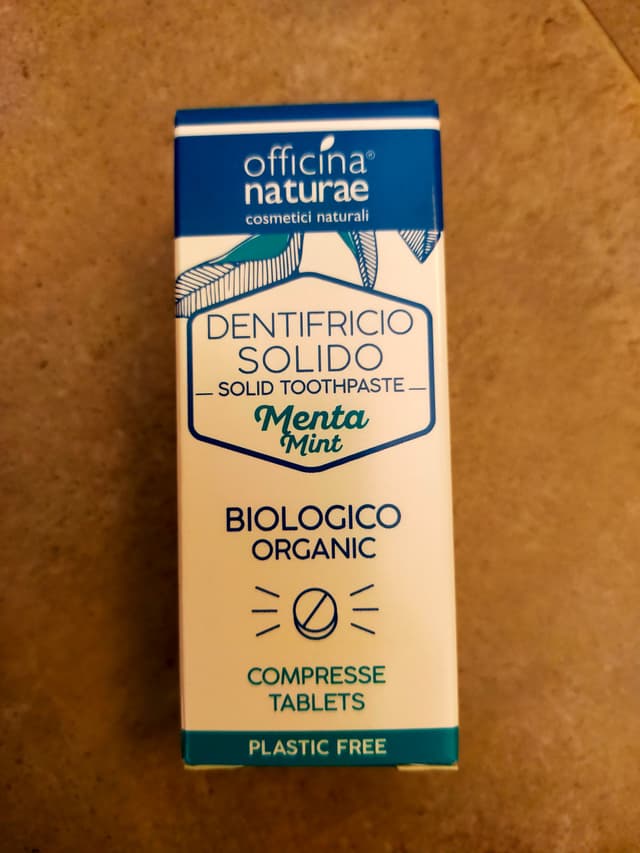 officina®
naturae
cosmetici naturali
DENTIFRICIO
SOLIDO
SOLID TOOTHPASTE
Menta
Mint
BIOLOGICO
ORGANIC
COMPRESSE
TABLETS
PLASTIC FREE